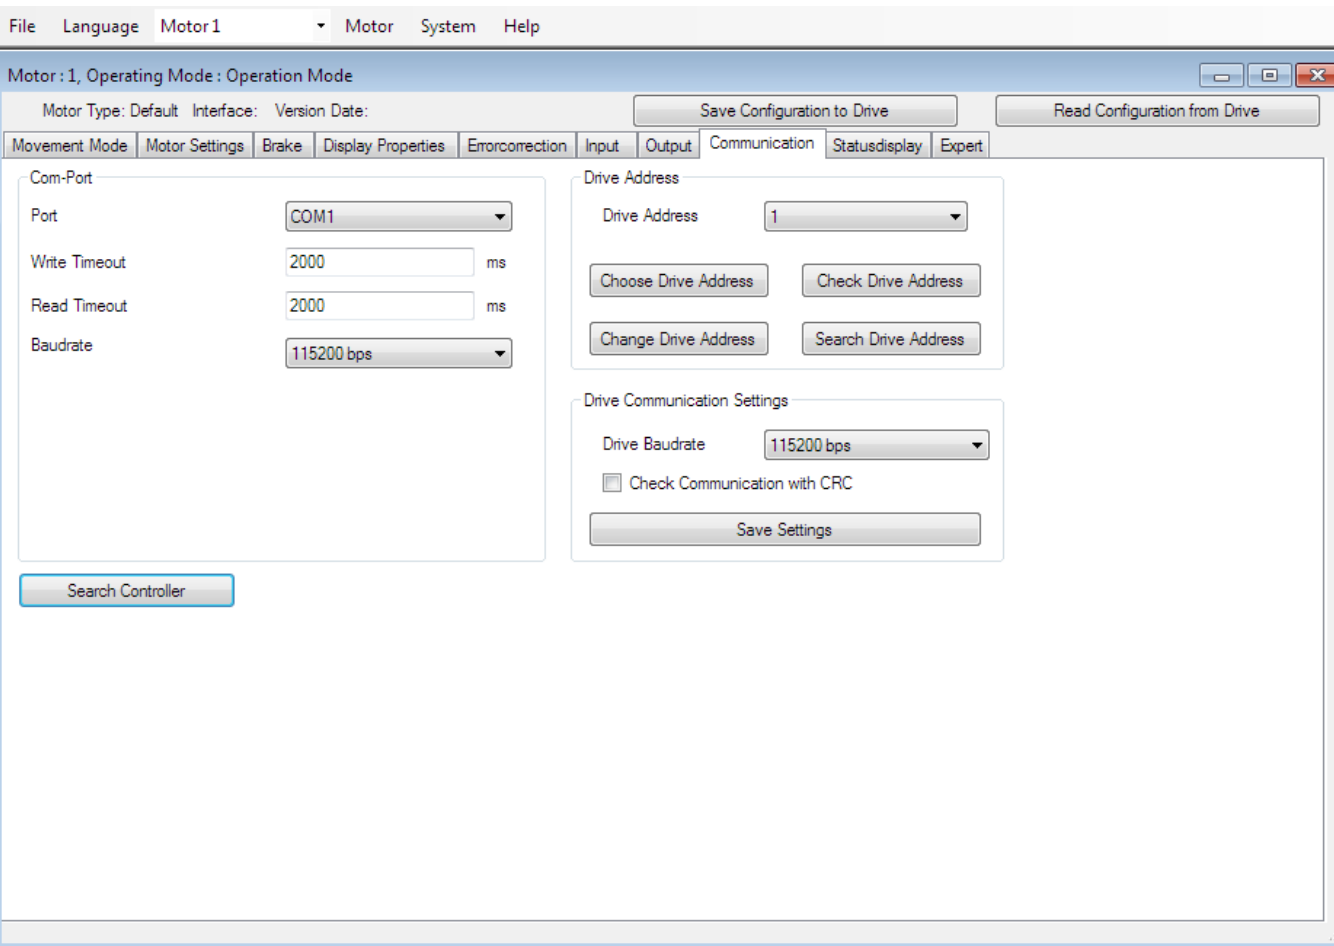 File Language Motor 1 Motor System Help
Motor : 1, Operating Mode : Operation Mode
Motor Type: Default Interface: Version Date: Save Configuration to Drive Read Configuration from Drive
Movement Mode Motor Settings Brake Display Properties Errorcorrection Input Output Communication Statusdisplay Expert
Com-Port
Port COM1
Write Timeout 2000 ms
Read Timeout 2000 ms
Baudrate 115200 bps
Search Controller
Drive Address
Drive Address 1
Choose Drive Address Check Drive Address
Change Drive Address Search Drive Address
Drive Communication Settings
Drive Baudrate 115200 bps
Check Communication with CRC
Save Settings